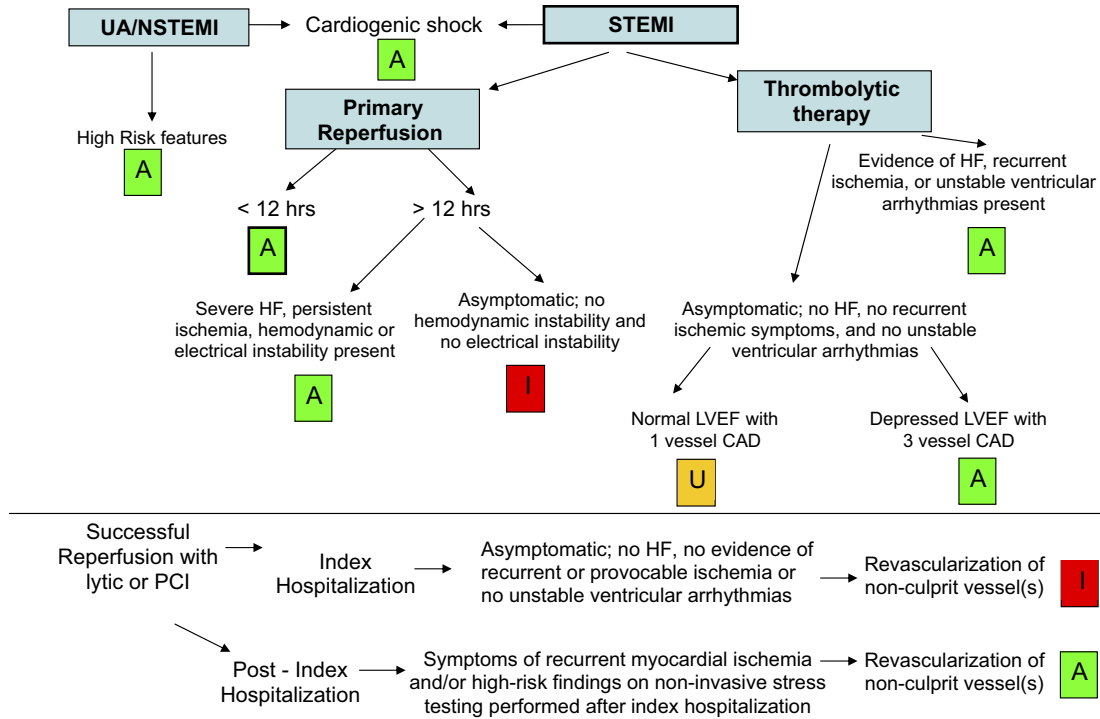 UA/NSTEMI
Cardiogenic shock
A
STEMI
High Risk features
A
Primary
Reperfusion
Thrombolytic
therapy
< 12 hrs
A
> 12 hrs
Evidence of HF, recurrent
ischemia, or unstable ventricular
arrhythmias present
A
Severe HF, persistent
ischemia, hemodynamic or
electrical instability present
A
Asymptomatic; no
hemodynamic instability and
no electrical instability
I
Asymptomatic; no HF, no recurrent
ischemic symptoms, and no unstable
ventricular arrhythmias
Normal LVEF with
1 vessel CAD
U
Depressed LVEF with
3 vessel CAD
A
Successful
Reperfusion with
lytic or PCI
Index
Hospitalization
Asymptomatic; no HF, no evidence of
recurrent or provocable ischemia or
no unstable ventricular arrhythmias
Revascularization of
non-culprit vessel(s)
I
Post - Index
Hospitalization
Symptoms of recurrent myocardial ischemia
and/or high-risk findings on non-invasive stress
testing performed after index hospitalization
Revascularization of
non-culprit vessel(s)
A